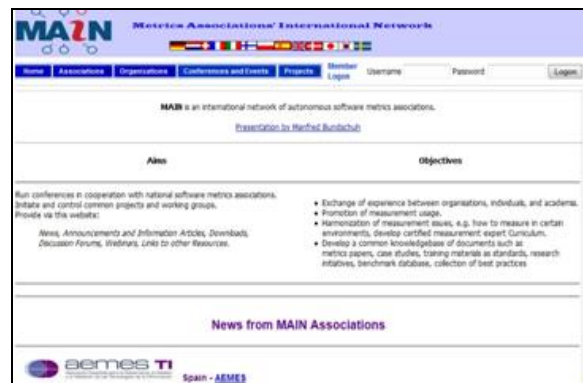 MAIN
Metrics Associations' International Network
Home Associations Organisations Conferences and Events Projects Member Logon Username Password Logon
MAIN is an international network of autonomous software metrics associations.
Presentation by Manfred Bundschuh
Aims
Run conferences in cooperation with national software metrics associations.
Initiate and control common projects and working groups.
Provide via this website:
News, Announcements and Information Articles, Downloads,
Discussion Forums, Webinars, Links to other Resources.
Objectives
• Exchange of experience between organisations, individuals, and academia.
• Promotion of measurement usage.
• Harmonization of measurement issues, e.g. how to measure in certain
environments, develop certified measurement expert Curriculum.
• Develop a common knowledgebase of documents such as
metrics papers, case studies, training materials as standards, research
initiatives, benchmark database, collection of best practices
News from MAIN Associations
aemes TI
Spain - AEMES